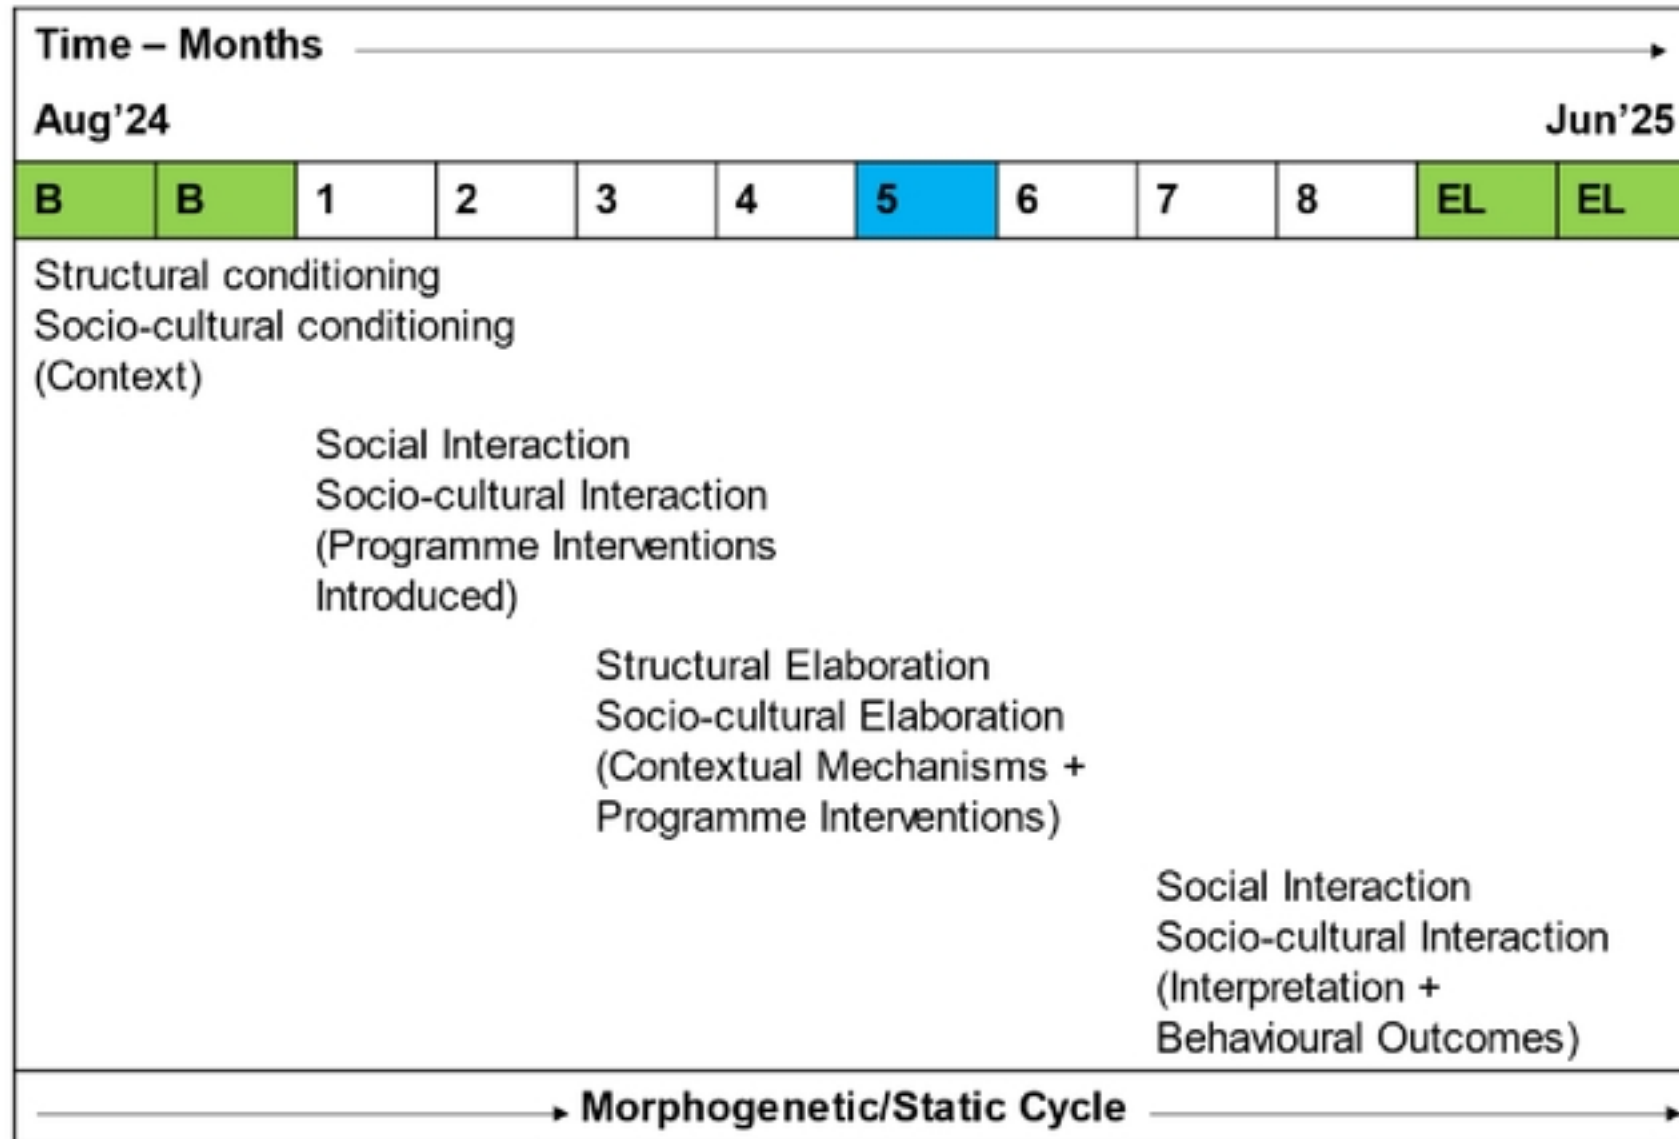 Time – Months
Aug’24 Jun’25
B B 1 2 3 4 5 6 7 8 EL EL
Structural conditioning
Socio-cultural conditioning
(Context)
Social Interaction
Socio-cultural Interaction
(Programme Interventions
Introduced)
Structural Elaboration
Socio-cultural Elaboration
(Contextual Mechanisms +
Programme Interventions)
Social Interaction
Socio-cultural Interaction
(Interpretation +
Behavioural Outcomes)
Morphogenetic/Static Cycle